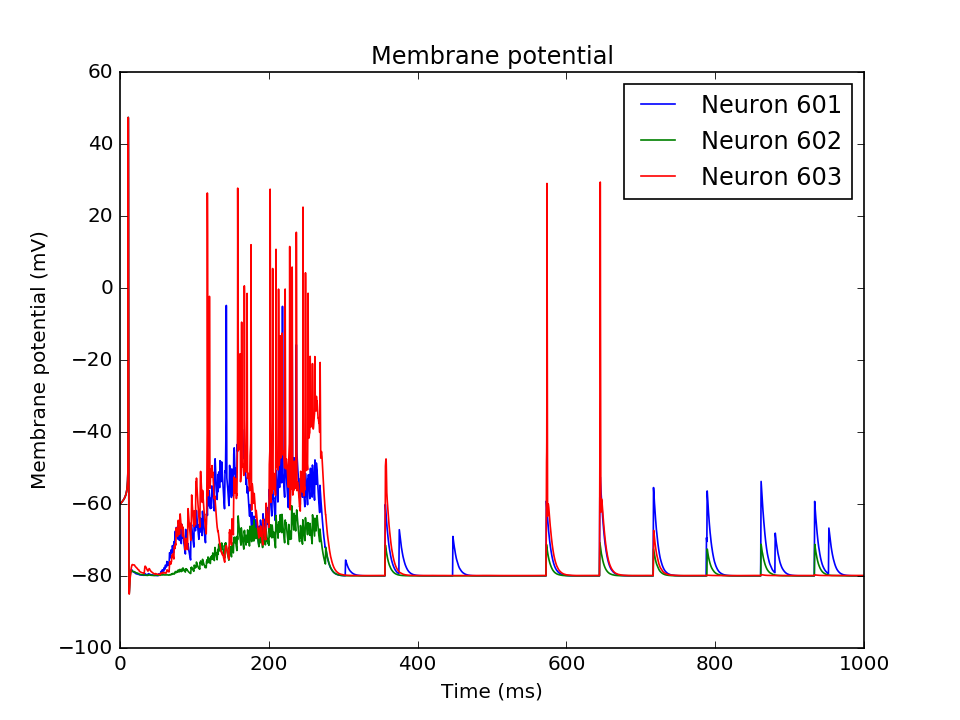 Membrane potential
60
40
20
0
−20
−40
−60
−80
−100
Membrane potential (mV)
Neuron 601
Neuron 602
Neuron 603
0 200 400 600 800 1000
Time (ms)